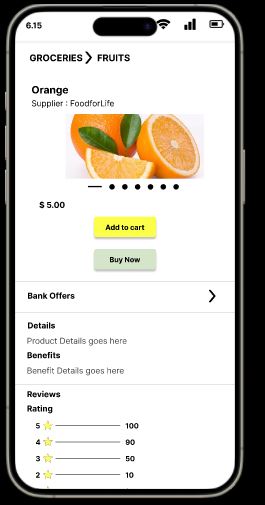 6.15
GROCERIES FRUITS
Orange
Supplier : FoodforLife
$ 5.00
Add to cart
Buy Now
Bank Offers
Details
Product Details goes here
Benefits
Benefit Details goes here
Reviews
Rating
5 100
4 90
3 50
2 10